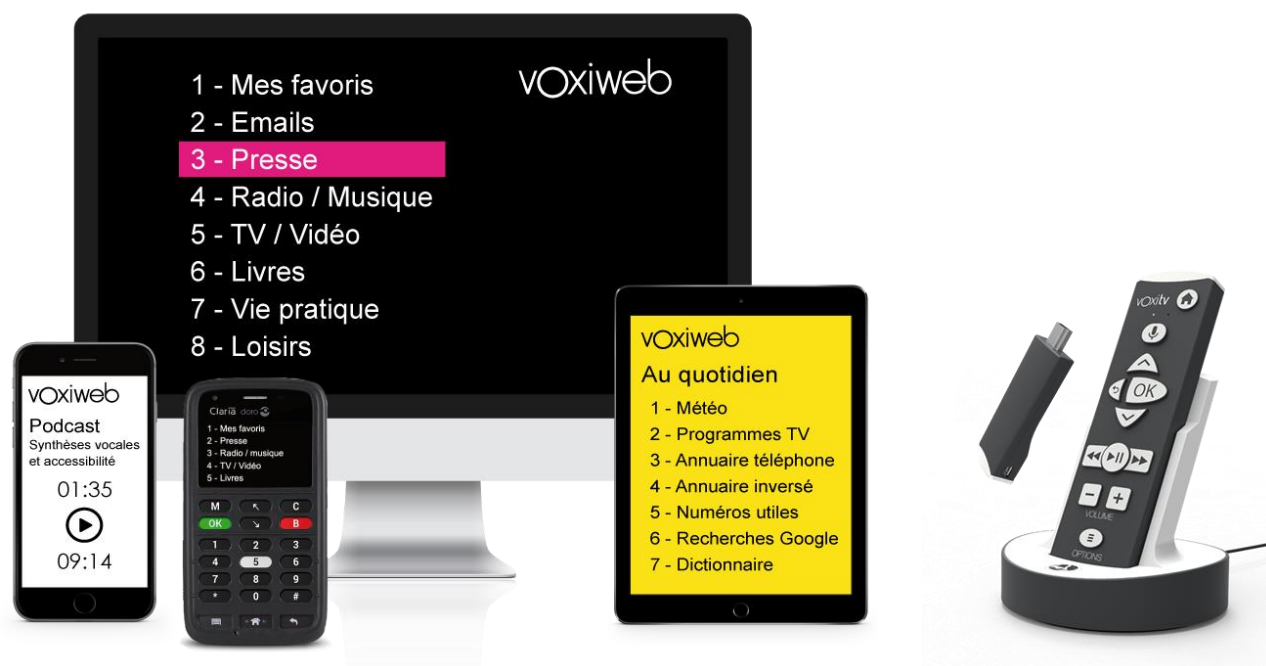 1 - Mes favoris
2 - Emails
3 - Presse
4 - Radio / Musique
5 - TV / Vidéo
6 - Livres
7 - Vie pratique
8 - Loisirs
voxiweb
voxiweb
Podcast
Synthèses vocales
et accessibilité
01:35
09:14
Claria doro
1 - Mes favoris
2 - Presse
3 - Radio / musique
4 - TV / Vidéo
5 - Livres
M C
OK B
1 2 3
4 5 6
7 8 9
* 0 #
voxiweb
Au quotidien
1 - Météo
2 - Programmes TV
3 - Annuaire téléphone
4 - Annuaire inversé
5 - Numéros utiles
6 - Recherches Google
7 - Dictionnaire
voxitv
OK
- +
VOLUME
OPTIONS